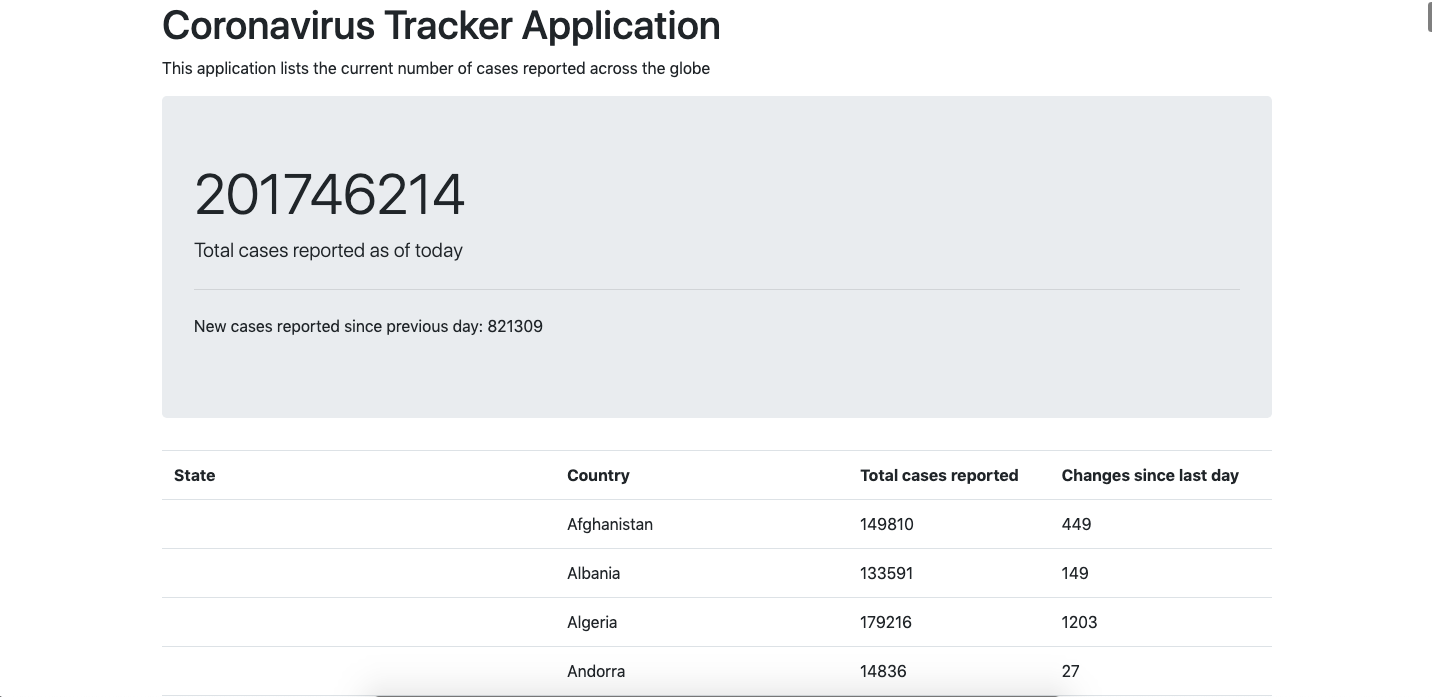 Coronavirus Tracker Application
This application lists the current number of cases reported across the globe
201746214
Total cases reported as of today
New cases reported since previous day: 821309
State Country Total cases reported Changes since last day
Afghanistan 149810 449
Albania 133591 149
Algeria 179216 1203
Andorra 14836 27